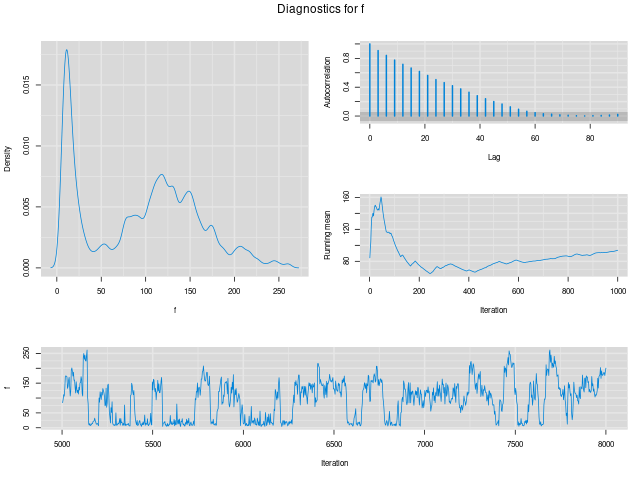 Diagnostics for f
Density
0.000 0.005 0.010 0.015
0 50 100 150 200 250
f
Autocorrelation
0.0 0.4 0.8
0 20 40 60 80
Lag
Running mean
80 120 160
0 200 400 600 800 1000
Iteration
f
0 50 150 250
5000 5500 6000 6500 7000 7500 8000
Iteration